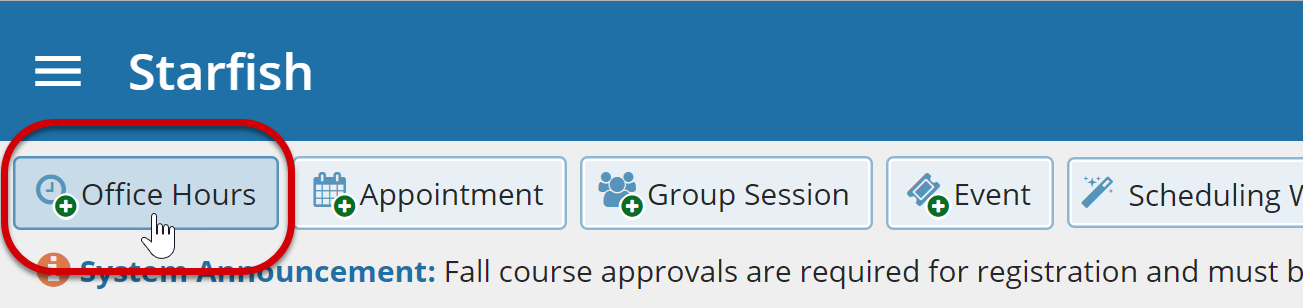 Starfish
Office Hours Appointment Group Session Event Scheduling
System Announcement: Fall course approvals are required for registration and must